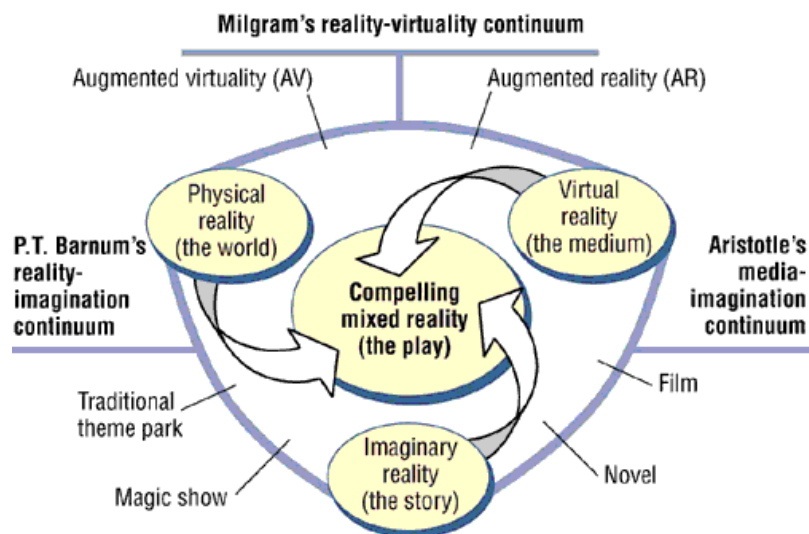 Milgram's reality-virtuality continuum
Augmented virtuality (AV)
Augmented reality (AR)
Physical
reality
(the world)
Virtual
reality
(the medium)
P.T. Barnum's
reality-
imagination
continuum
Compelling
mixed reality
(the play)
Aristotle's
media-
imagination
continuum
Traditional
theme park
Film
Magic show
Imaginary
reality
(the story)
Novel